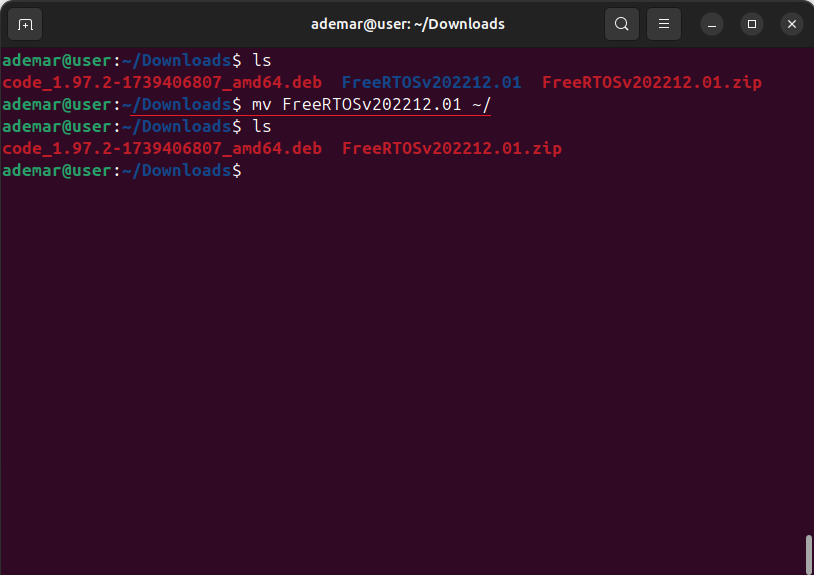 ademar@user: ~/Downloads
ademar@user:~/Downloads$ ls
code_1.97.2-1739406807_amd64.deb  FreeRTOSv202212.01  FreeRTOSv202212.01.zip
ademar@user:~/Downloads$ mv FreeRTOSv202212.01 ~/
ademar@user:~/Downloads$ ls
code_1.97.2-1739406807_amd64.deb  FreeRTOSv202212.01.zip
ademar@user:~/Downloads$